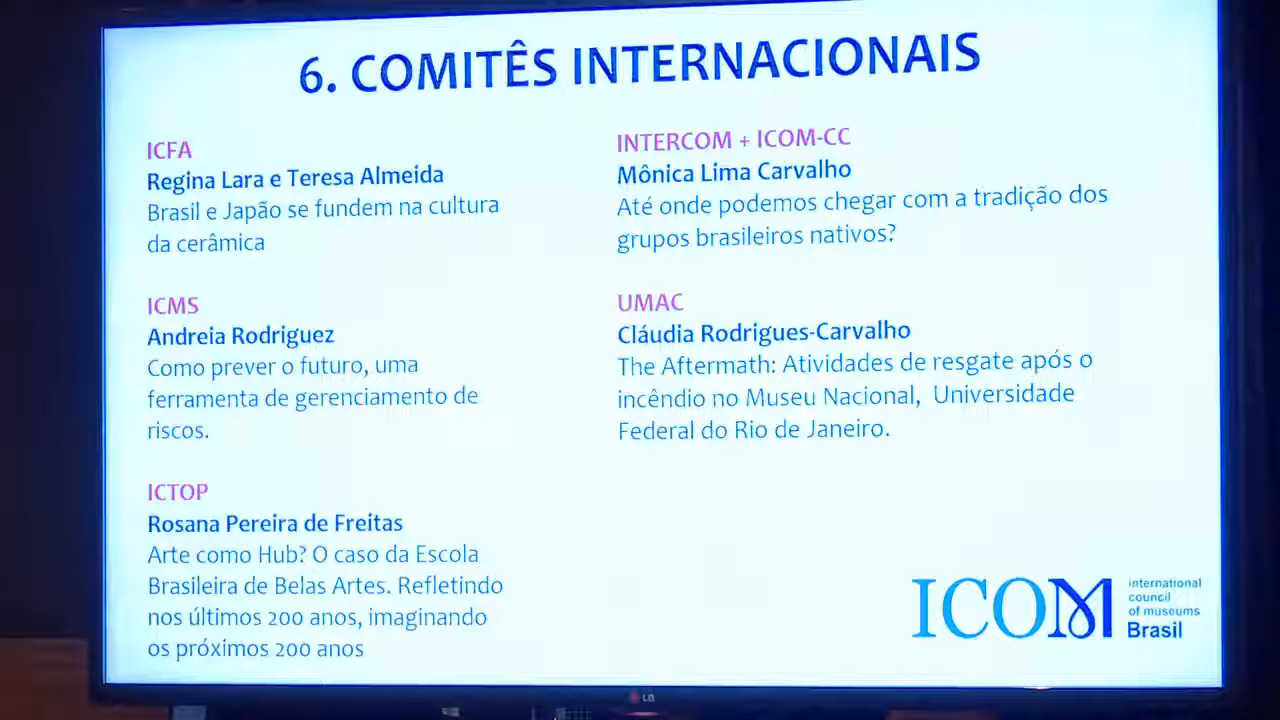 6. COMITÊS INTERNACIONAIS
ICFA
Regina Lara e Teresa Almeida
Brasil e Japão se fundem na cultura
da cerâmica
ICMS
Andreia Rodriguez
Como prever o futuro, uma
ferramenta de gerenciamento de
riscos.
ICTOP
Rosana Pereira de Freitas
Arte como Hub? O caso da Escola
Brasileira de Belas Artes. Refletindo
nos últimos 200 anos, imaginando
os próximos 200 anos
INTERCOM + ICOM-CC
Mônica Lima Carvalho
Até onde podemos chegar com a tradição dos
grupos brasileiros nativos?
UMAC
Cláudia Rodrigues-Carvalho
The Aftermath: Atividades de resgate após o
incêndio no Museu Nacional, Universidade
Federal do Rio de Janeiro.
ICOM
international
council
of museums
Brasil
LG